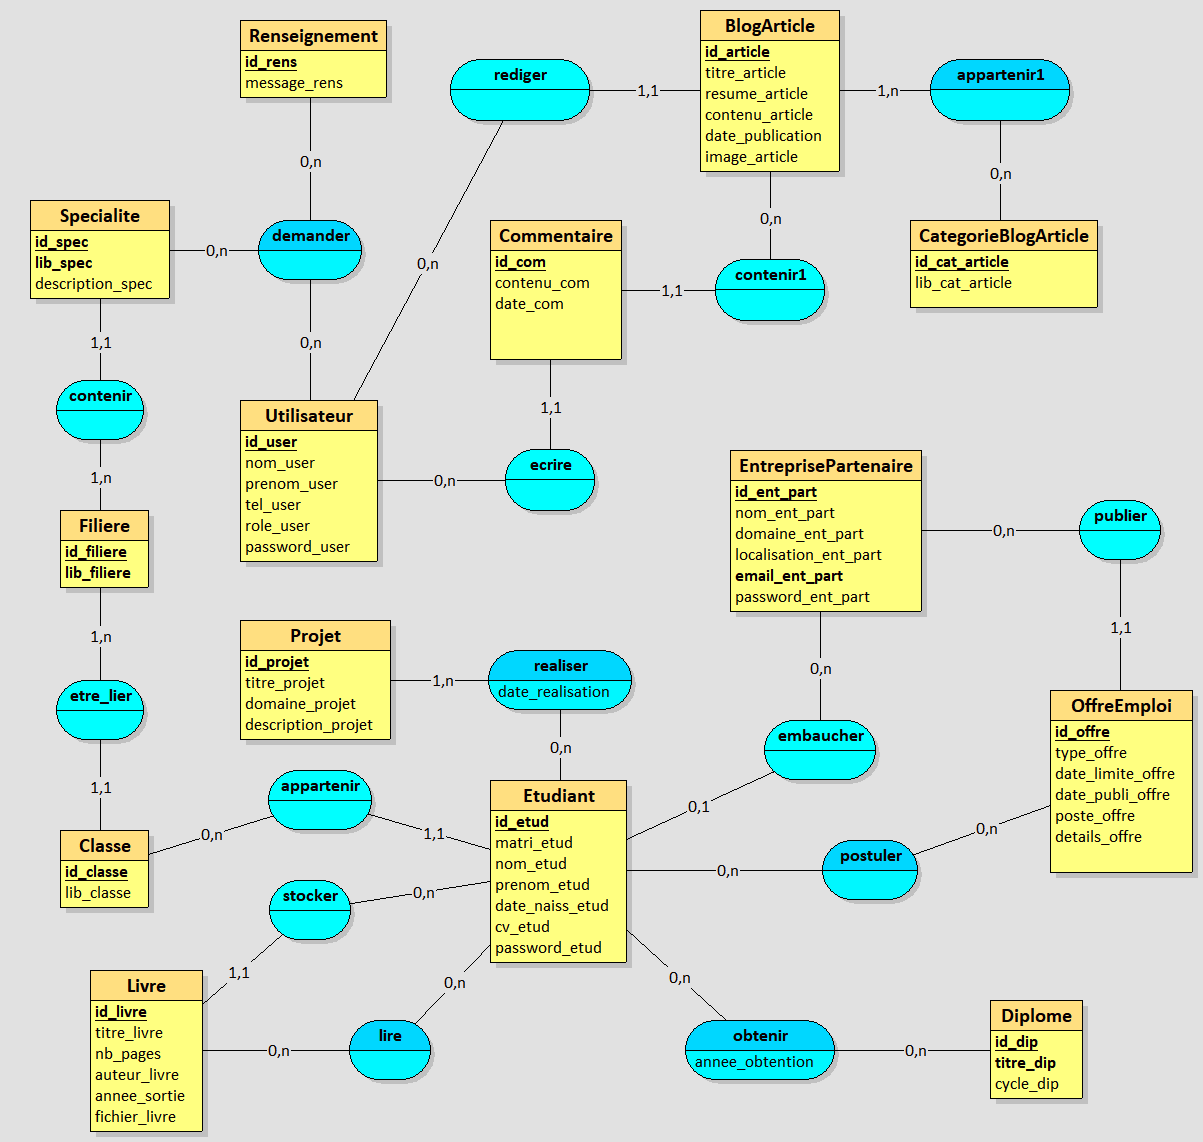 Renseignement
id_rens
message_rens
rediger
1,1
BlogArticle
id_article
titre_article
resume_article
contenu_article
date_publication
image_article
1,n
appartenir1
0,n
0,n
Specialite
id_spec
lib_spec
description_spec
0,n
demander
0,n
0,n
Commentaire
id_com
contenu_com
date_com
1,1
contenir1
0,n
CategorieBlogArticle
id_cat_article
lib_cat_article
1,1
contenir
1,n
0,n
Utilisateur
id_user
nom_user
prenom_user
tel_user
role_user
password_user
0,n
1,1
ecrire
EntreprisePartenaire
id_ent_part
nom_ent_part
domaine_ent_part
localisation_ent_part
email_ent_part
password_ent_part
0,n
publier
1,1
Filiere
id_filiere
lib_filiere
1,n
etre_lier
1,1
Projet
id_projet
titre_projet
domaine_projet
description_projet
1,n
realiser
date_realisation
0,n
0,n
embaucher
0,1
OffreEmploi
id_offre
type_offre
date_limite_offre
date_publi_offre
poste_offre
details_offre
Classe
id_classe
lib_classe
0,n
appartenir
1,1
Etudiant
id_etud
matri_etud
nom_etud
prenom_etud
date_naiss_etud
cv_etud
password_etud
0,n
postuler
0,n
stocker
0,n
1,1
Livre
id_livre
titre_livre
nb_pages
auteur_livre
annee_sortie
fichier_livre
0,n
lire
0,n
0,n
obtenir
annee_obtention
0,n
Diplome
id_dip
titre_dip
cycle_dip